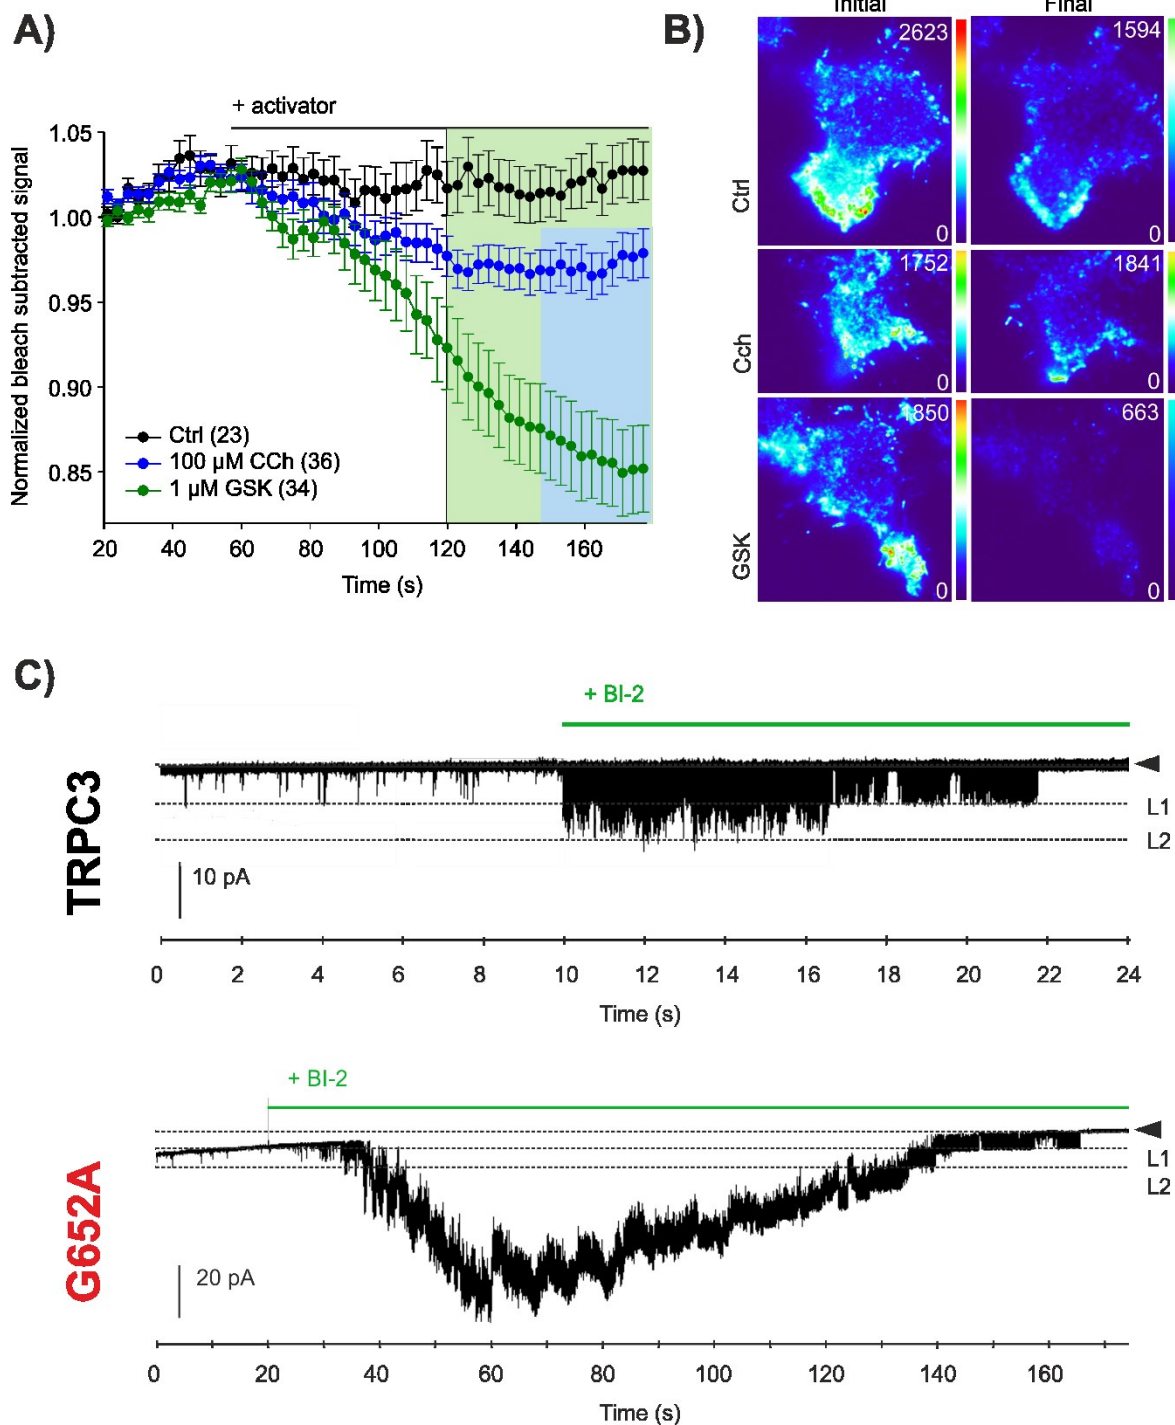 A)
+ activator
1.05
1.00
0.95
0.90
0.85
Normalized bleach subtracted signal
Ctrl (23)
100 µM CCh (36)
1 µM GSK (34)
20 40 60 80 100 120 140 160
Time (s)
B)
Initial Final
Ctrl
2623 1594
0 0
Cch
1752 1841
0 0
GSK
1850 663
0 0
C)
+ BI-2
TRPC3
L1
L2
10 pA
0 2 4 6 8 10 12 14 16 18 20 22 24
Time (s)
+ BI-2
G652A
L1
L2
20 pA
0 20 40 60 80 100 120 140 160
Time (s)